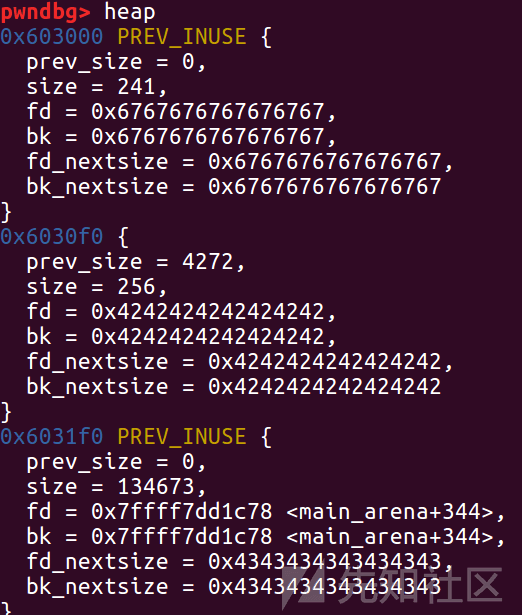 pwndbg> heap
0x603000 PREV_INUSE {
  prev_size = 0,
  size = 241,
  fd = 0x6767676767676767,
  bk = 0x6767676767676767,
  fd_nextsize = 0x6767676767676767,
  bk_nextsize = 0x6767676767676767
}
0x6030f0 {
  prev_size = 4272,
  size = 256,
  fd = 0x4242424242424242,
  bk = 0x4242424242424242,
  fd_nextsize = 0x4242424242424242,
  bk_nextsize = 0x4242424242424242
}
0x6031f0 PREV_INUSE {
  prev_size = 0,
  size = 134673,
  fd = 0x7ffff7dd1c78 <main_arena+344>,
  bk = 0x7ffff7dd1c78 <main_arena+344>,
  fd_nextsize = 0x4343434343434343,
  bk_nextsize = 0x4343434343434343
}
先知社区